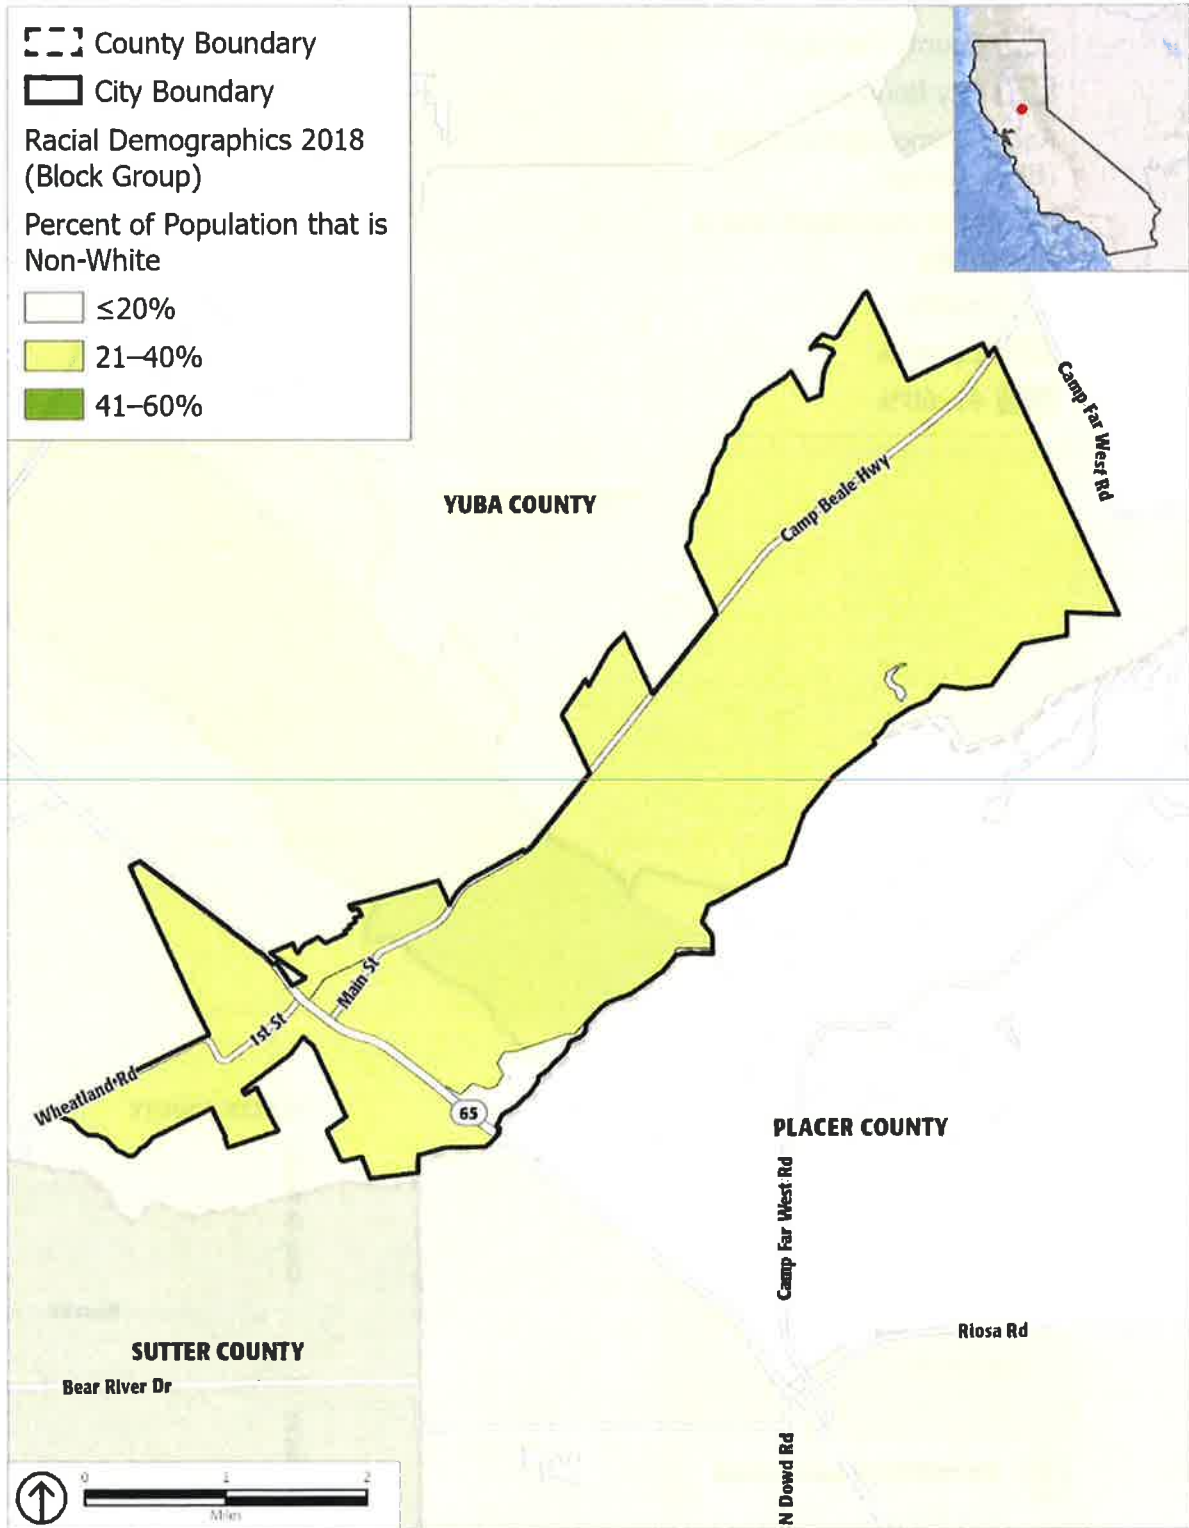 County Boundary
City Boundary
Racial Demographics 2018
(Block Group)
Percent of Population that is
Non-White
≤20%
21–40%
41–60%
Camp Far West Rd
YUBA COUNTY
Camp Beale Hwy
Main St
1st St
Wheatland Rd
65
PLACER COUNTY
Camp Far West Rd
Riosa Rd
SUTTER COUNTY
Bear River Dr
N Dowd Rd
0 1 2
Miles